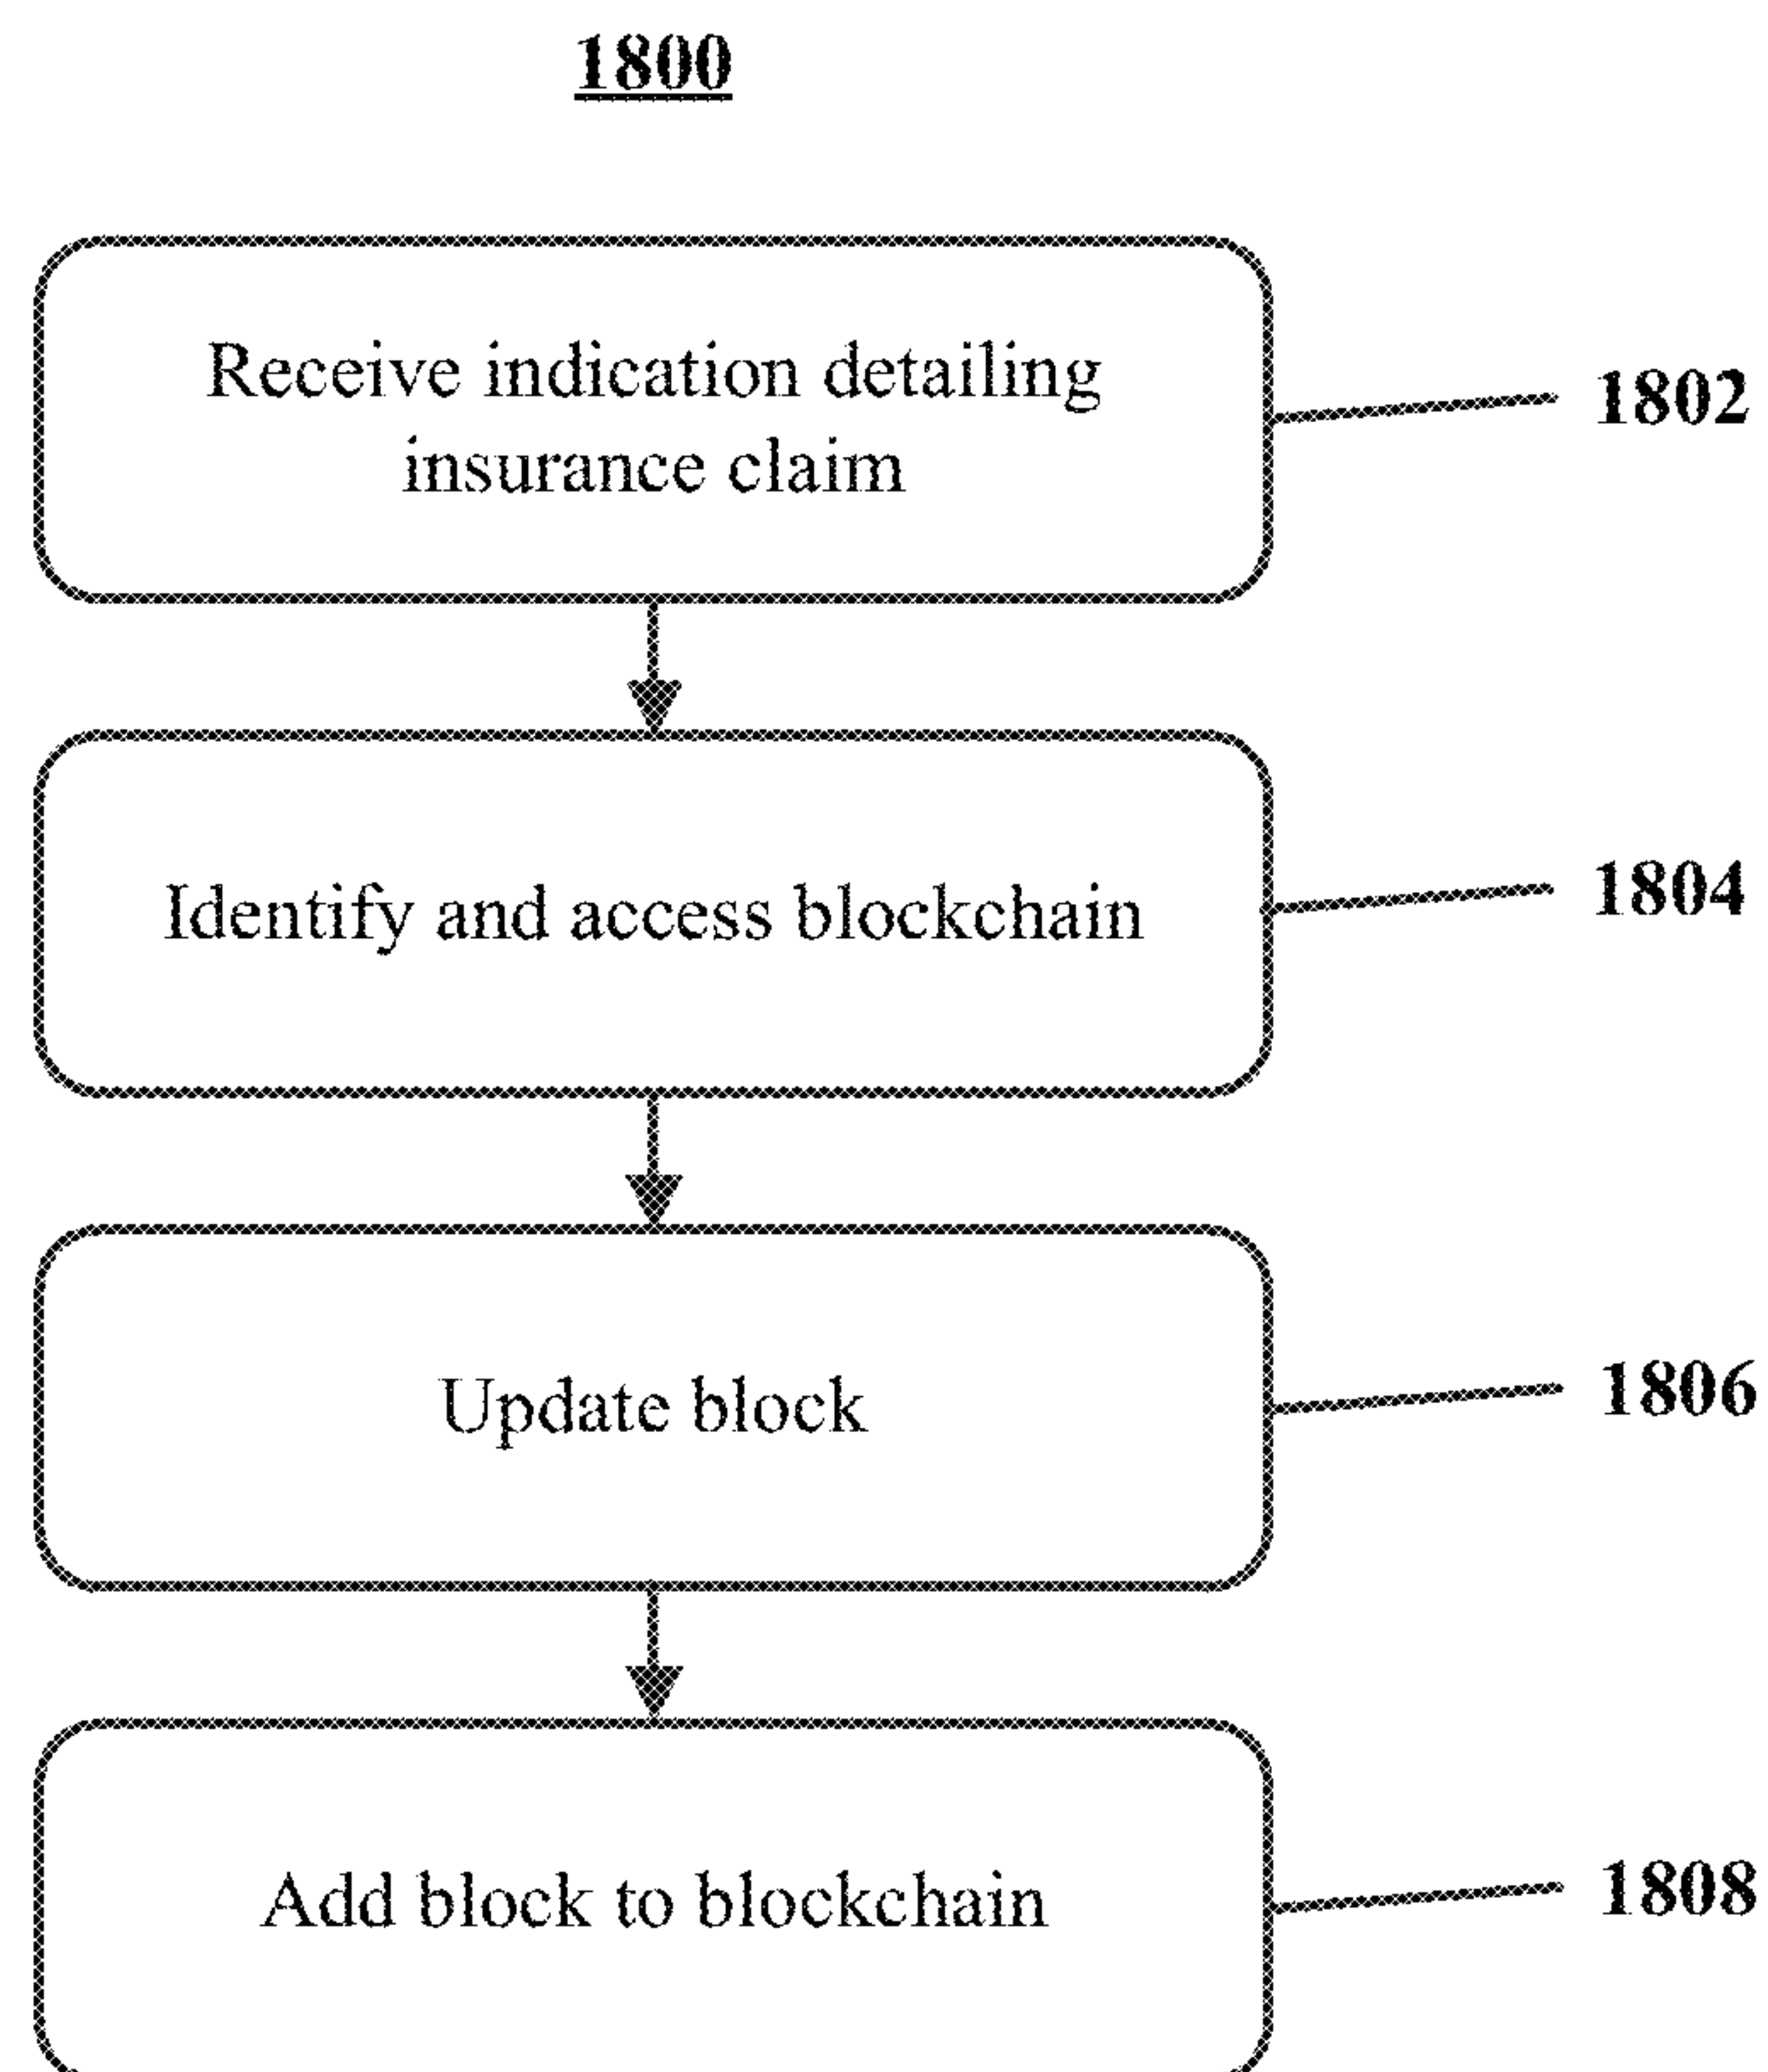 1800
Receive indication detailing
insurance claim
1802
Identify and access blockchain
1804
Update block
1806
Add block to blockchain
1808